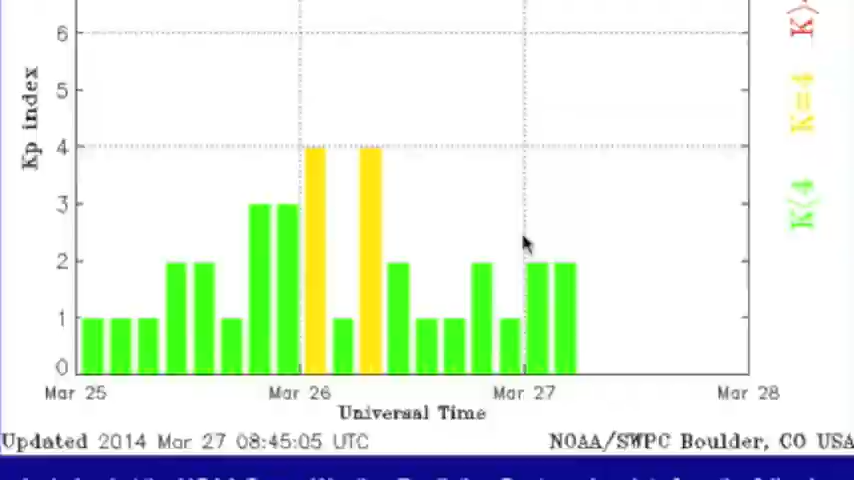 6
5
4
3
2
1
0
Kp index
Mar 25
Mar 26
Mar 27
Mar 28
Universal Time
Updated 2014 Mar 27 08:45:05 UTC
NOAA/SWPC Boulder, CO USA
K=4
K<4